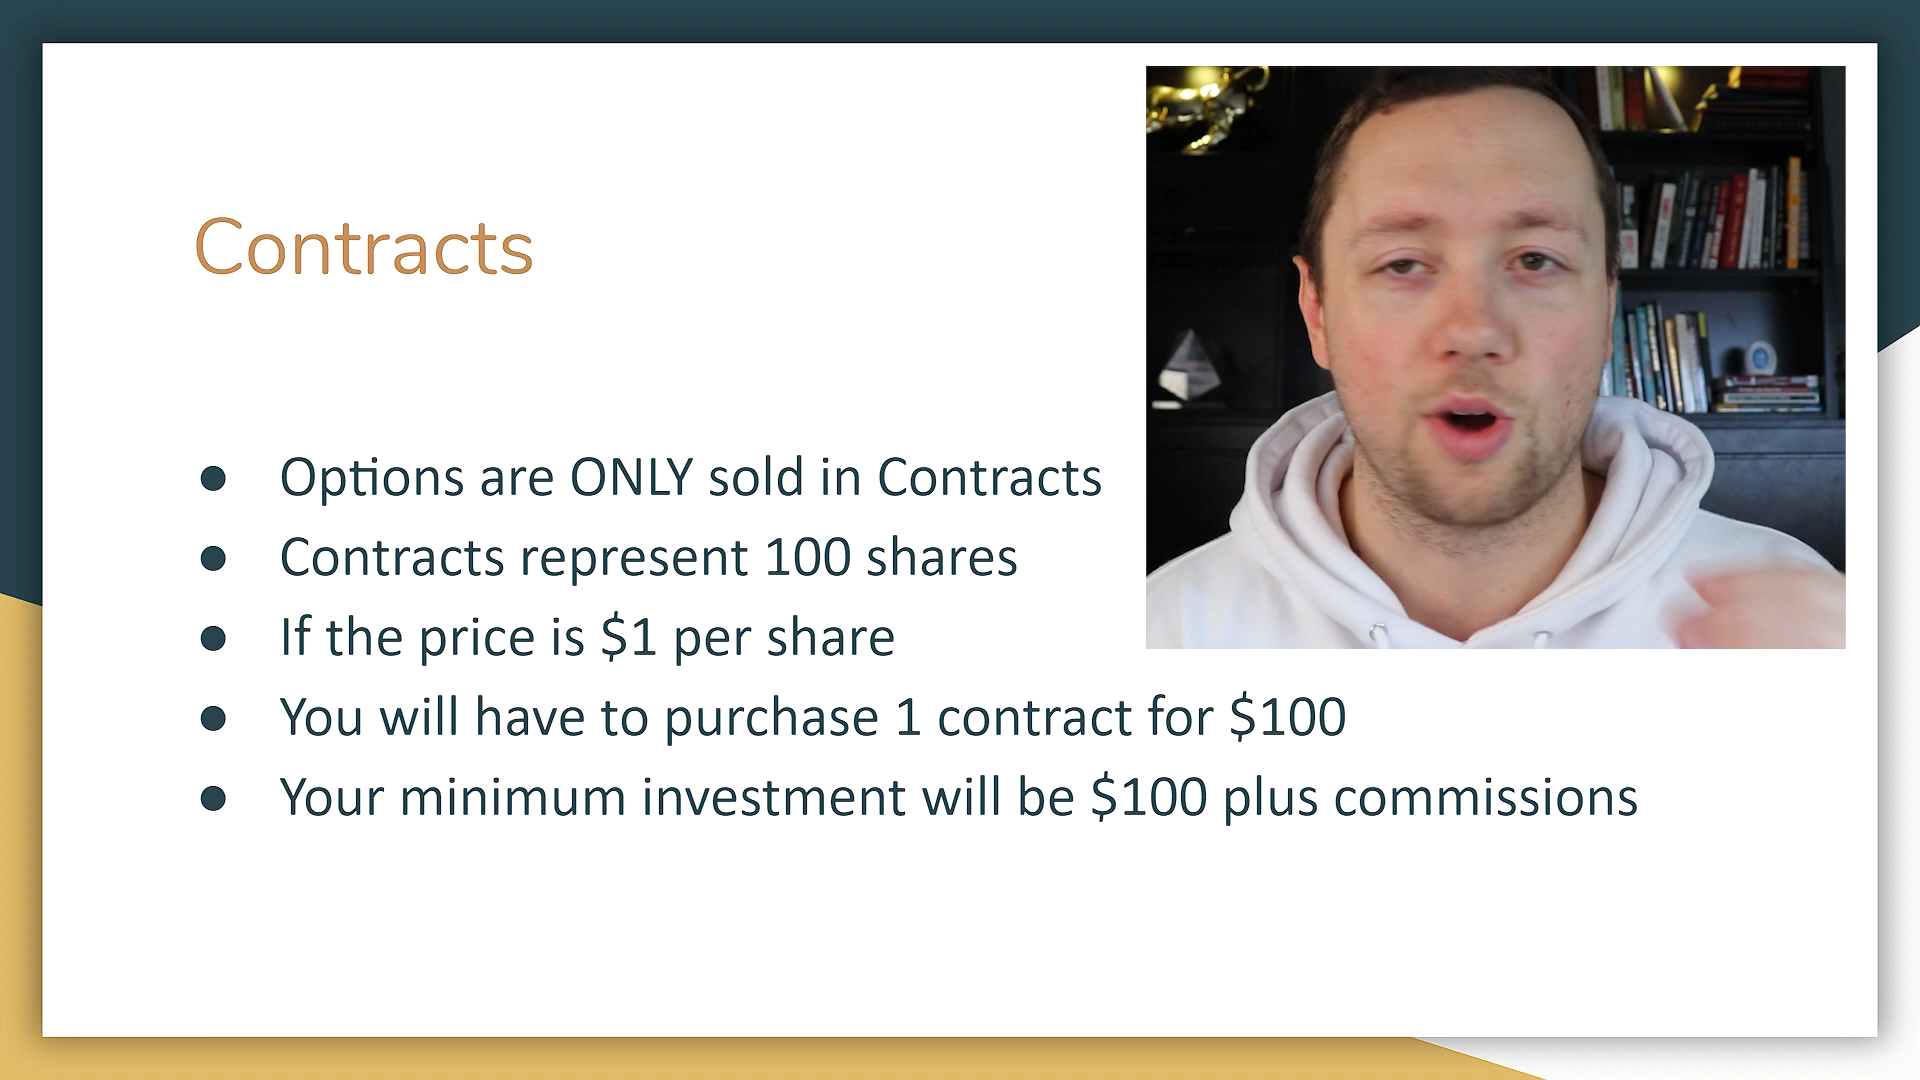 Contracts
● Options are ONLY sold in Contracts
● Contracts represent 100 shares
● If the price is $1 per share
● You will have to purchase 1 contract for $100
● Your minimum investment will be $100 plus commissions